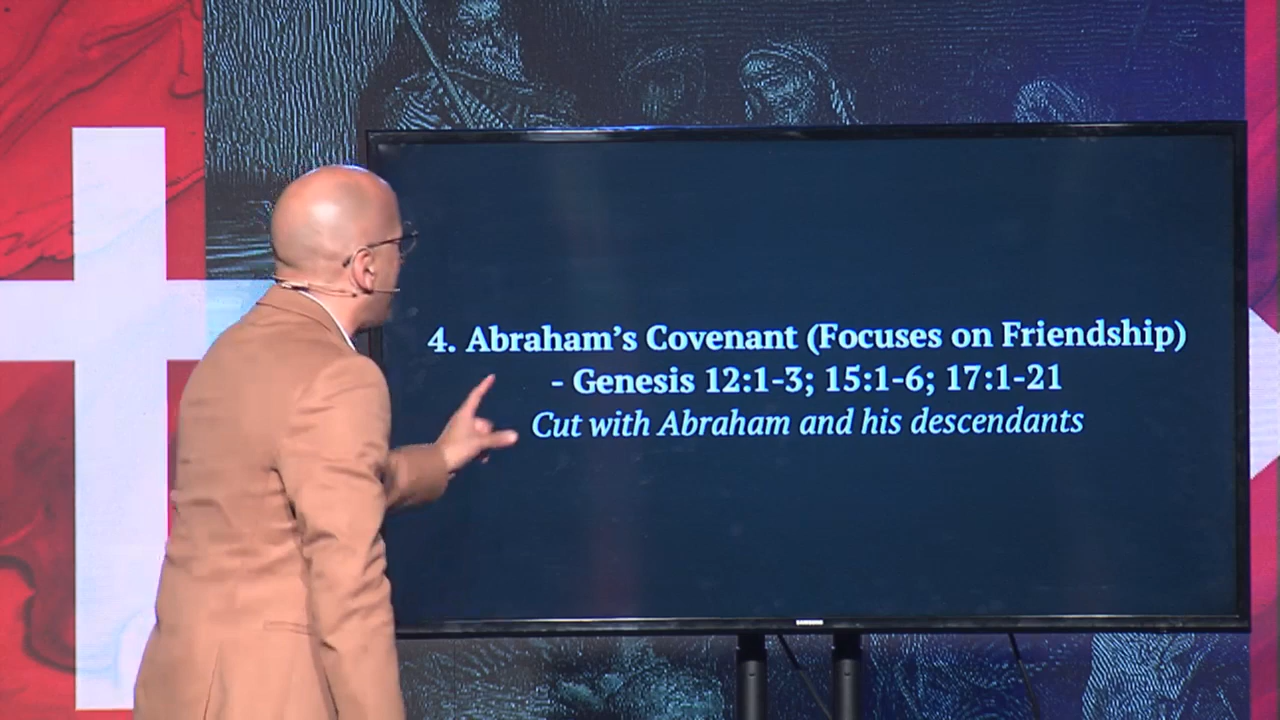 4. Abraham’s Covenant (Focuses on Friendship)
- Genesis 12:1-3; 15:1-6; 17:1-21
Cut with Abraham and his descendants
SAMSUNG